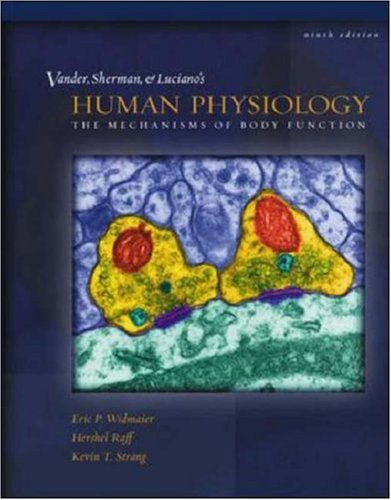 ninth edition
Vander, Sherman, & Luciano's
HUMAN PHYSIOLOGY
THE MECHANISMS OF BODY FUNCTION
Eric P. Widmaier
Hershel Raff
Kevin T. Strang